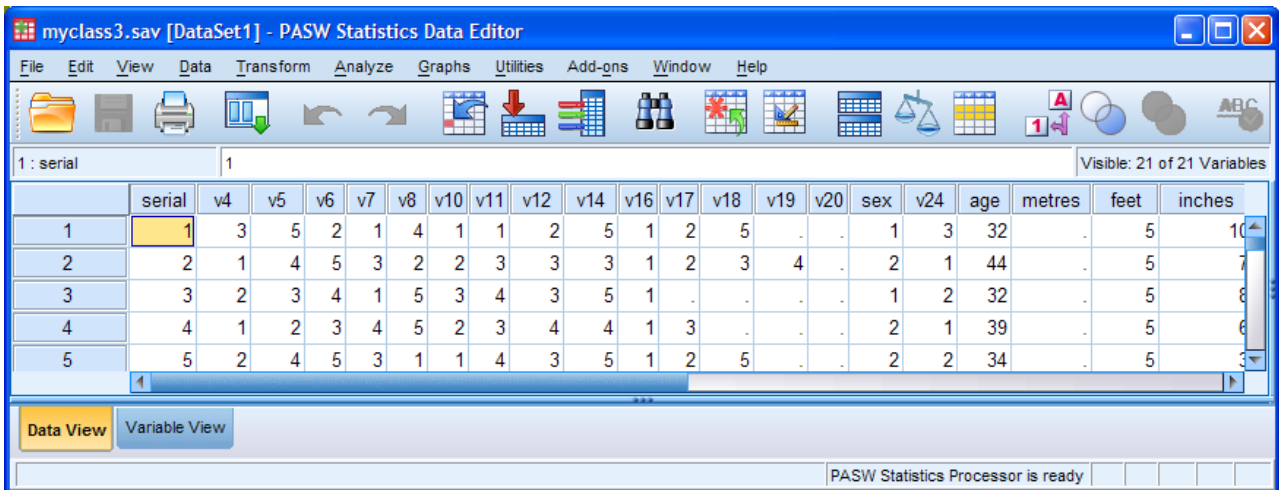 myclass3.sav [DataSet1] - PASW Statistics Data Editor
File Edit View Data Transform Analyze Graphs Utilities Add-ons Window Help
A
1
ABC
1 : serial 1 Visible: 21 of 21 Variables
serial v4 v5 v6 v7 v8 v10 v11 v12 v14 v16 v17 v18 v19 v20 sex v24 age metres feet inches
1 1 3 5 2 1 4 1 1 2 5 1 2 5 . . 1 3 32 . 5 10
2 2 1 4 5 3 2 2 3 3 3 1 2 3 4 . 2 1 44 . 5 7
3 3 2 3 4 1 5 3 4 3 5 1 . . . . 1 2 32 . 5 8
4 4 1 2 3 4 5 2 3 4 4 1 3 . . . 2 1 39 . 5 6
5 5 2 4 5 3 1 1 4 3 5 1 2 5 . . 2 2 34 . 5 3
Data View Variable View
PASW Statistics Processor is ready